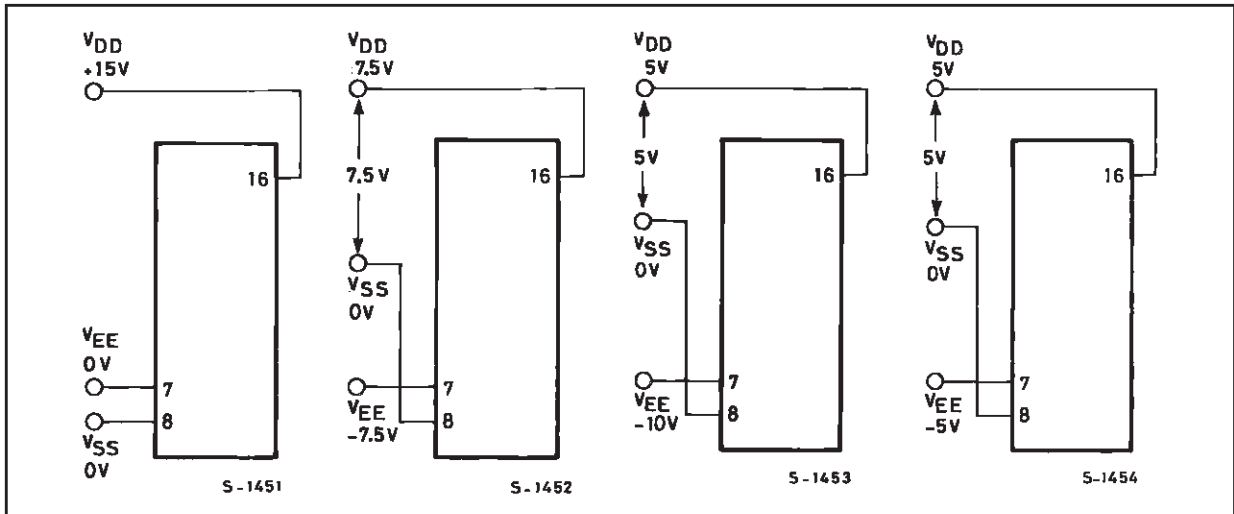 VDD
+15V
16
VEE
0V
7
8
VSS
0V
S-1451
VDD
7.5V
7.5V
16
VSS
0V
7
VEE
8
-7.5V
S-1452
VDD
5V
5V
16
VSS
0V
7
VEE
8
-10V
S-1453
VDD
5V
5V
16
VSS
0V
7
VEE
8
-5V
S-1454